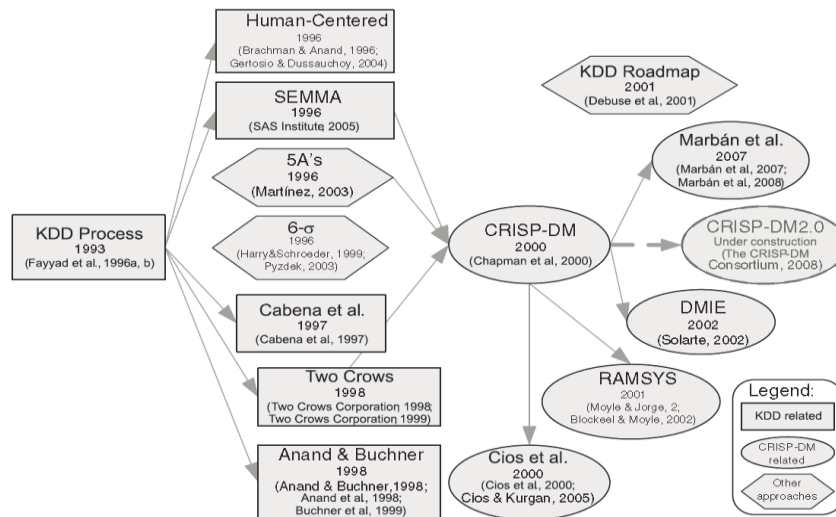 Human-Centered
1996
(Brachman & Anand, 1996;
Gertosio & Dussauchoy, 2004)
SEMMA
1996
(SAS Institute, 2005)
5A's
1996
(Martínez, 2003)
6-σ
1996
(Harry&Schroeder, 1999;
Pyzdek, 2003)
KDD Process
1993
(Fayyad et al., 1996a, b)
Cabena et al.
1997
(Cabena et al, 1997)
Two Crows
1998
(Two Crows Corporation, 1998;
Two Crows Corporation, 1999)
Anand & Buchner
1998
(Anand & Buchner,1998;
Anand et al, 1998;
Buchner et al, 1999)
CRISP-DM
2000
(Chapman et al, 2000)
KDD Roadmap
2001
(Debuse et al, 2001)
Marbán et al.
2007
(Marbán et al, 2007;
Marbán et al, 2008)
CRISP-DM2.0
Under construction
(The CRISP-DM
Consortium, 2008)
DMIE
2002
(Solarte, 2002)
RAMSYS
2001
(Moyle & Jorge, 2;
Blockeel & Moyle, 2002)
Cios et al.
2000
(Cios et al, 2000;
Cios & Kurgan, 2005)
Legend:
KDD related
CRISP-DM
related
Other
approaches